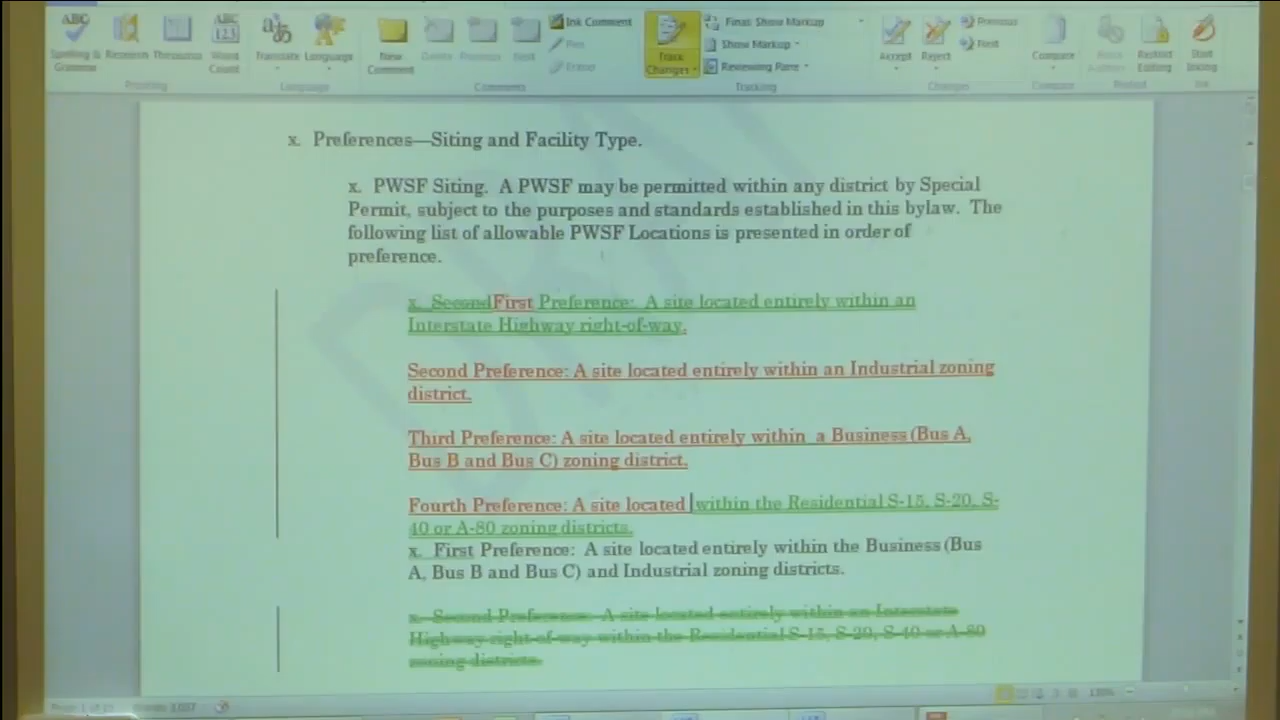 ABC ABC
123
Ink Comment Final: Show Markup Previous
Pen Show Markup Next
Spelling & Research Thesaurus Word Translate Language New Delete Previous Next Track Reviewing Pane Accept Reject Compare Block Restrict Start
Grammar Count Comment Changes Authors Editing Inking
Proofing Language Comments Tracking Changes Compare Protect Ink
x. Preferences—Siting and Facility Type.
x. PWSF Siting. A PWSF may be permitted within any district by Special
Permit, subject to the purposes and standards established in this bylaw. The
following list of allowable PWSF Locations is presented in order of
preference.
x. SecondFirst Preference: A site located entirely within an
Interstate Highway right-of-way.
Second Preference: A site located entirely within an Industrial zoning
district.
Third Preference: A site located entirely within a Business (Bus A,
Bus B and Bus C) zoning district.
Fourth Preference: A site located within the Residential S-15, S-20, S-
40 or A-80 zoning districts.
x. First Preference: A site located entirely within the Business (Bus
A, Bus B and Bus C) and Industrial zoning districts.
x. Second Preference: A site located entirely within an Interstate
Highway right-of-way within the Residential S-15, S-20, S-40 or A-80
zoning districts.